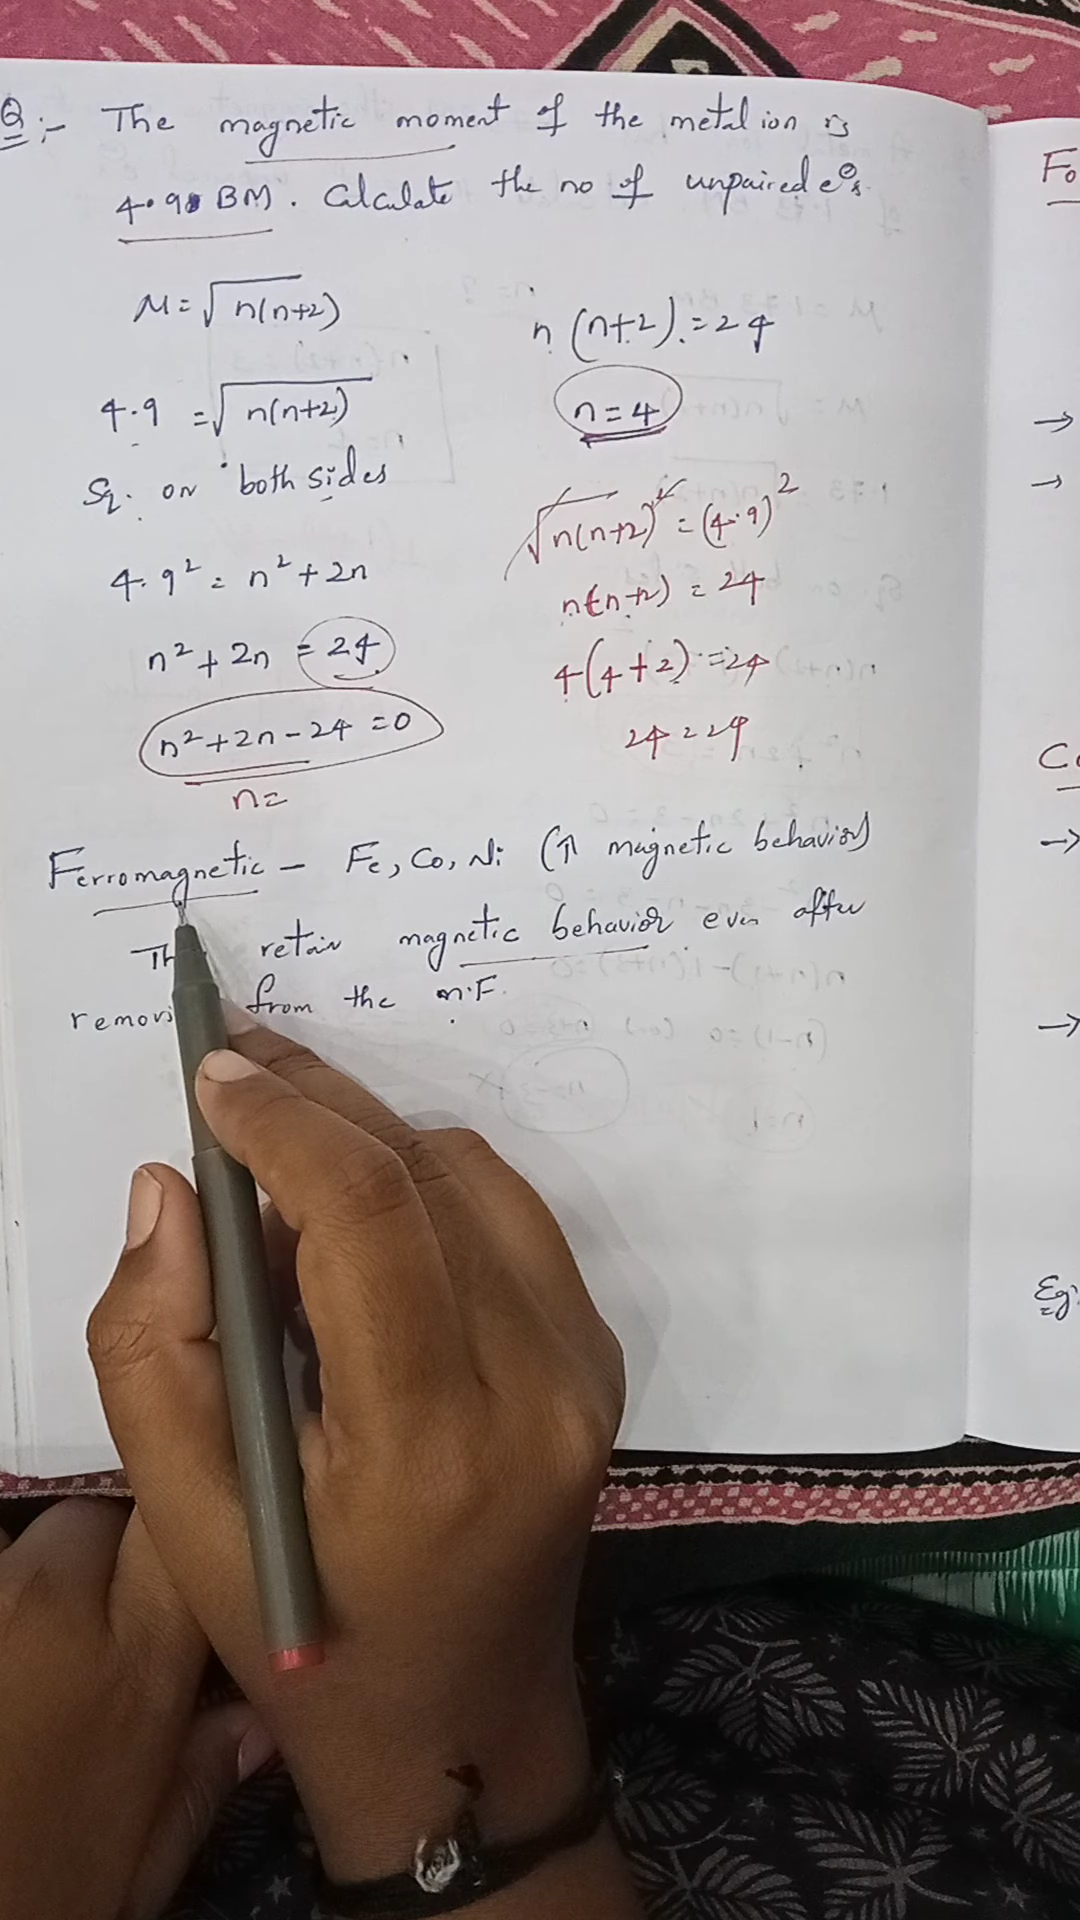 Q:- The magnetic moment of the metal ion is
4.90 BM. Calculate the no of unpaired e⊖s.
μ = √n(n+2)
4.9 = √n(n+2)
Sq. on both sides
4.9² = n² + 2n
n² + 2n = 24
n² + 2n - 24 = 0
n=
n (n+2) = 24
n = 4
√n(n+2)² = (4.9)²
n(n+2) = 24
4(4+2) = 24
24 = 24
Ferromagnetic - Fe, Co, Ni (↑ magnetic behavior)
retain magnetic behavior even after
from the m.F.
Fo
→
→
Co
→
→
Eg: